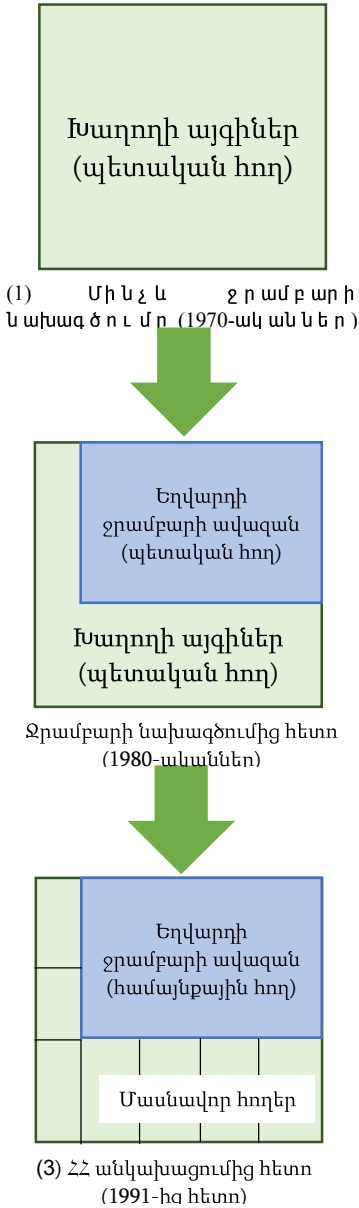 Խաղողի այգիներ
(պետական հող)
(1) Մինչև ջրամբարի
նախագծումը (1970-ականներ)
Եղվարդի
ջրամբարի ավազան
(պետական հող)
Խաղողի այգիներ
(պետական հող)
Ջրամբարի նախագծումից հետո
(1980-ականներ)
Եղվարդի
ջրամբարի ավազան
(համայնքային հող)
Մասնավոր հողեր
(3) ՀՀ անկախացումից հետո
(1991-ից հետո)